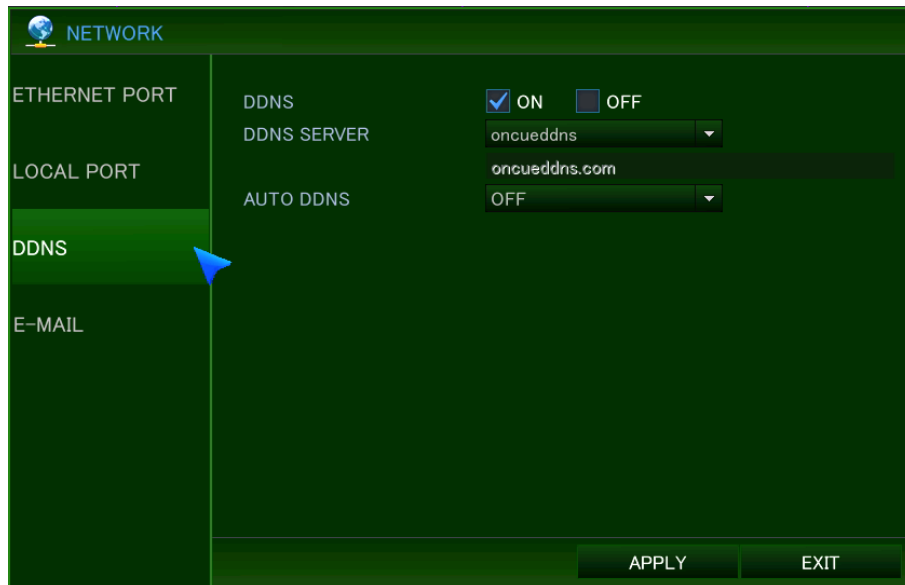 NETWORK
ETHERNET PORT
LOCAL PORT
DDNS
E-MAIL
DDNS ON OFF
DDNS SERVER oncueddns
oncueddns.com
AUTO DDNS OFF
APPLY EXIT